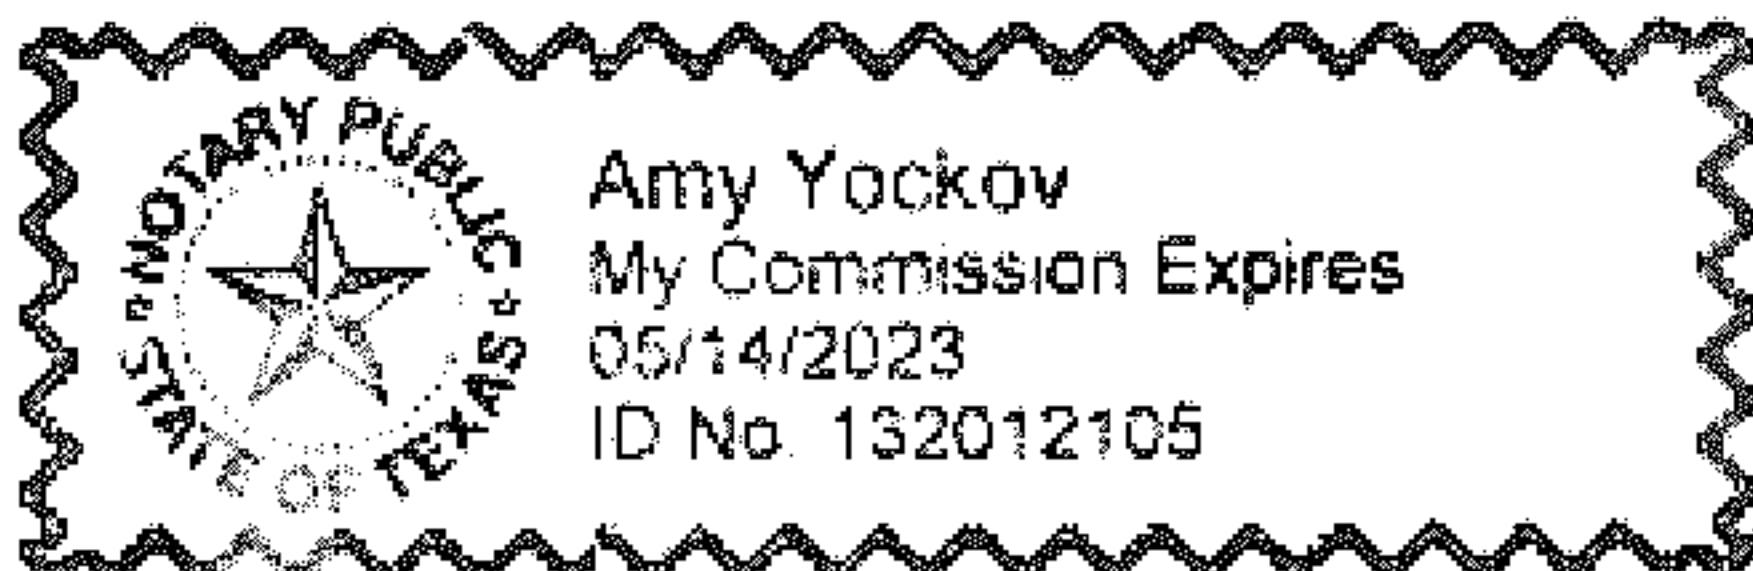 NOTARY PUBLIC
STATE OF TEXAS
Amy Yockov
My Commission Expires
05/14/2023
ID No. 132012105